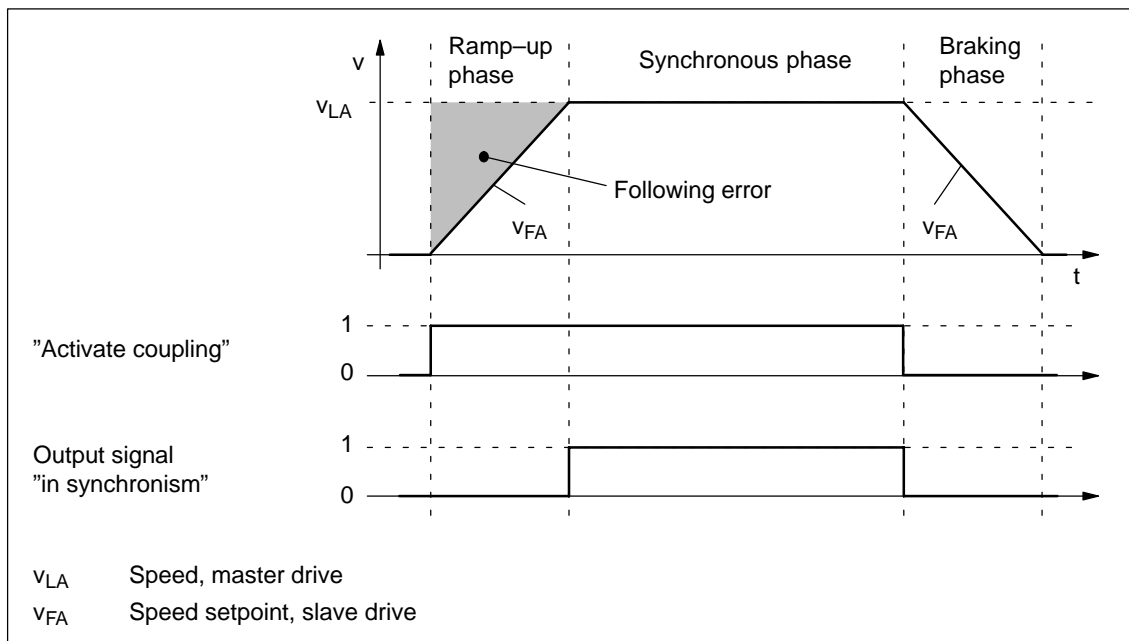 Ramp–up
phase
Synchronous phase
Braking
phase
v
vLA
Following error
vFA
vFA
t
"Activate coupling"
1
0
Output signal
"in synchronism"
1
0
vLA Speed, master drive
vFA Speed setpoint, slave drive